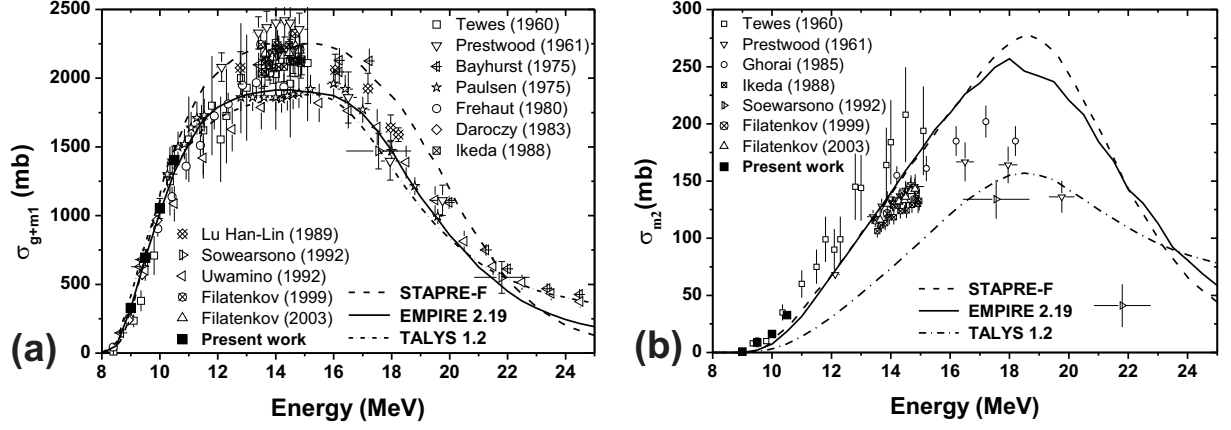 2500
2000
1500
1000
500
0
σg+m1 (mb)
8 10 12 14 16 18 20 22 24
Energy (MeV)
Tewes (1960)
Prestwood (1961)
Bayhurst (1975)
Paulsen (1975)
Frehaut (1980)
Daroczy (1983)
Ikeda (1988)
Lu Han-Lin (1989)
Sowearsono (1992)
Uwamino (1992)
Filatenkov (1999)
Filatenkov (2003)
Present work
STAPRE-F
EMPIRE 2.19
TALYS 1.2
(a)
300
250
200
150
100
50
0
σm2 (mb)
8 10 12 14 16 18 20 22 24
Energy (MeV)
Tewes (1960)
Prestwood (1961)
Ghorai (1985)
Ikeda (1988)
Soewarsono (1992)
Filatenkov (1999)
Filatenkov (2003)
Present work
STAPRE-F
EMPIRE 2.19
TALYS 1.2
(b)